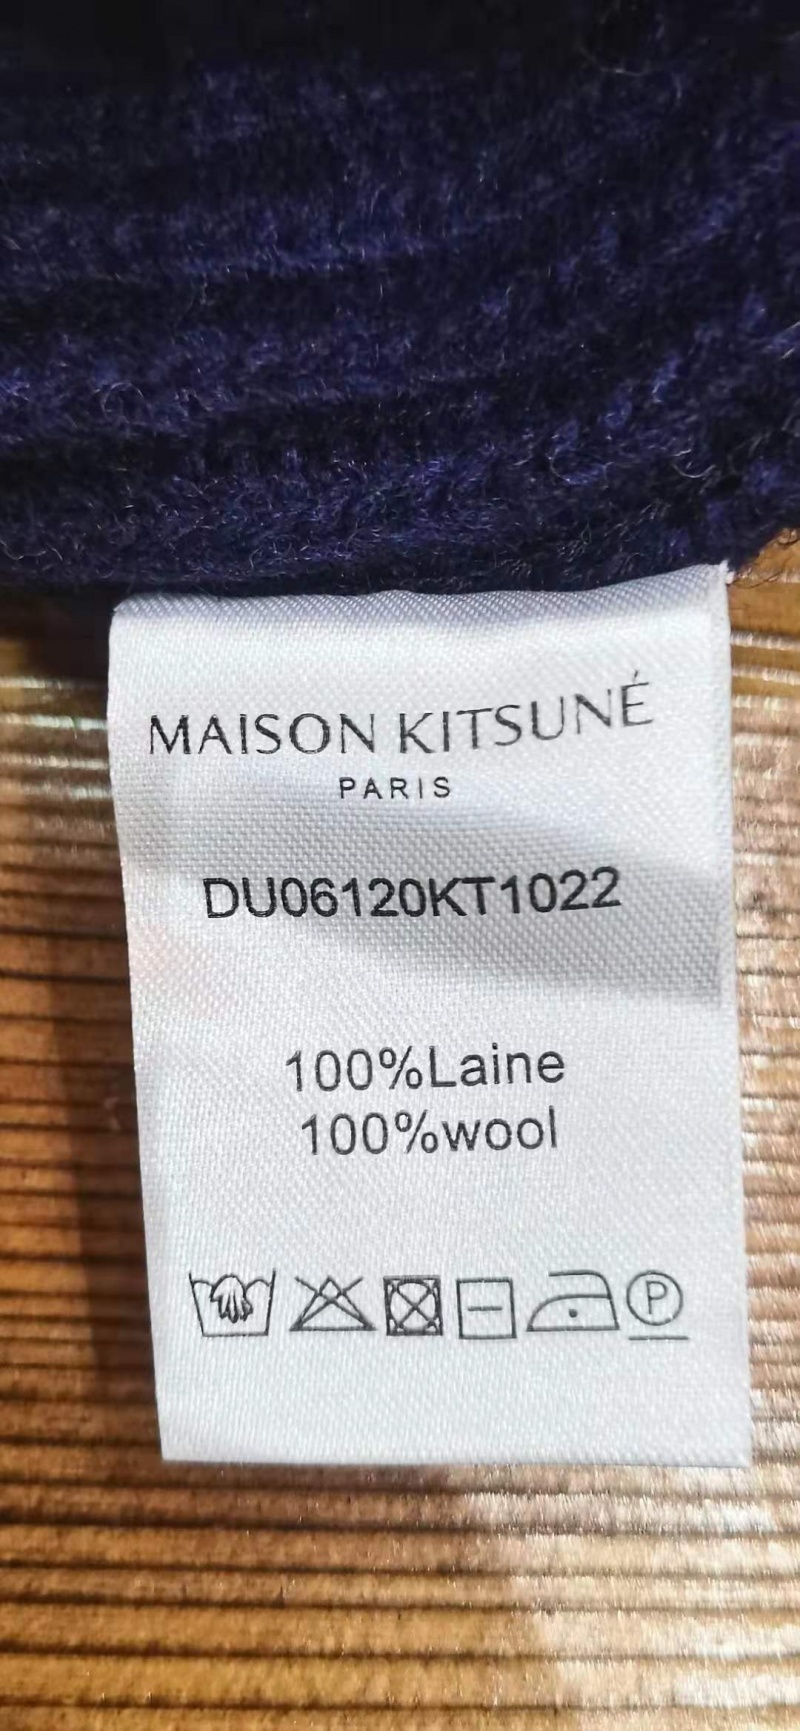 MAISON KITSUNÉ
PARIS
DU06120KT1022
100%Laine
100%wool
P